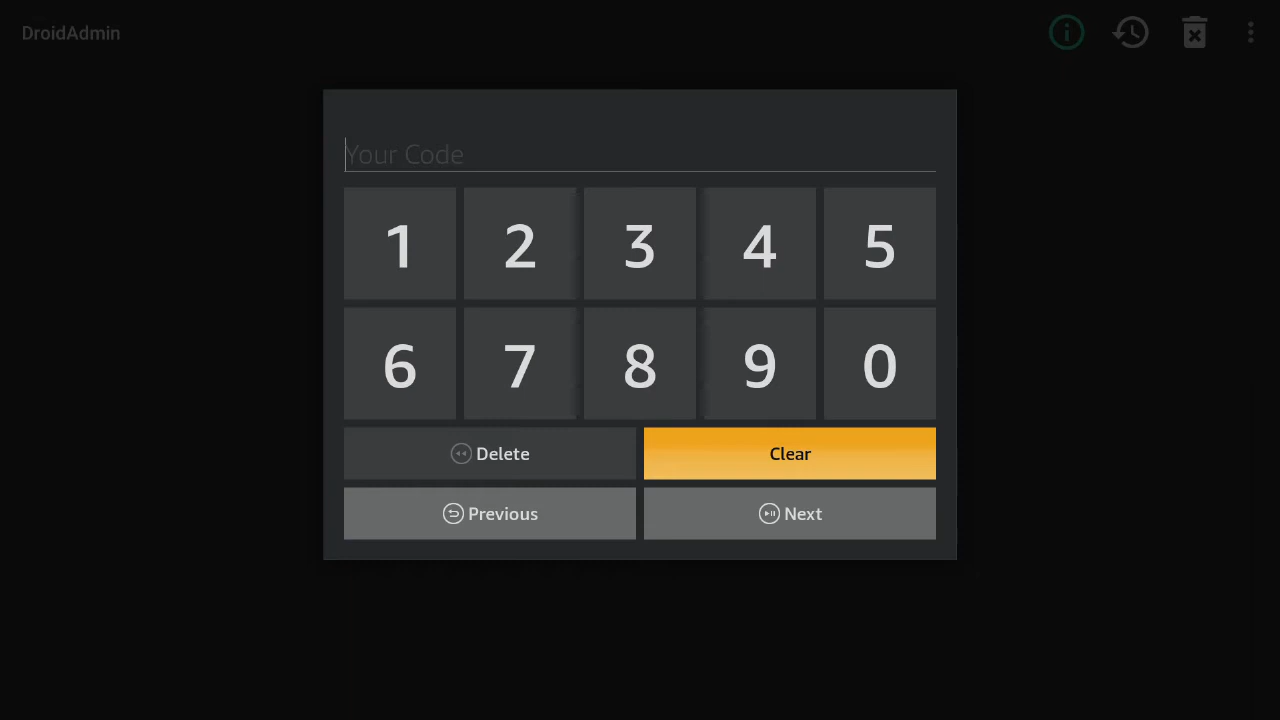 DroidAdmin
Your Code
1 2 3 4 5
6 7 8 9 0
Delete Clear
Previous Next